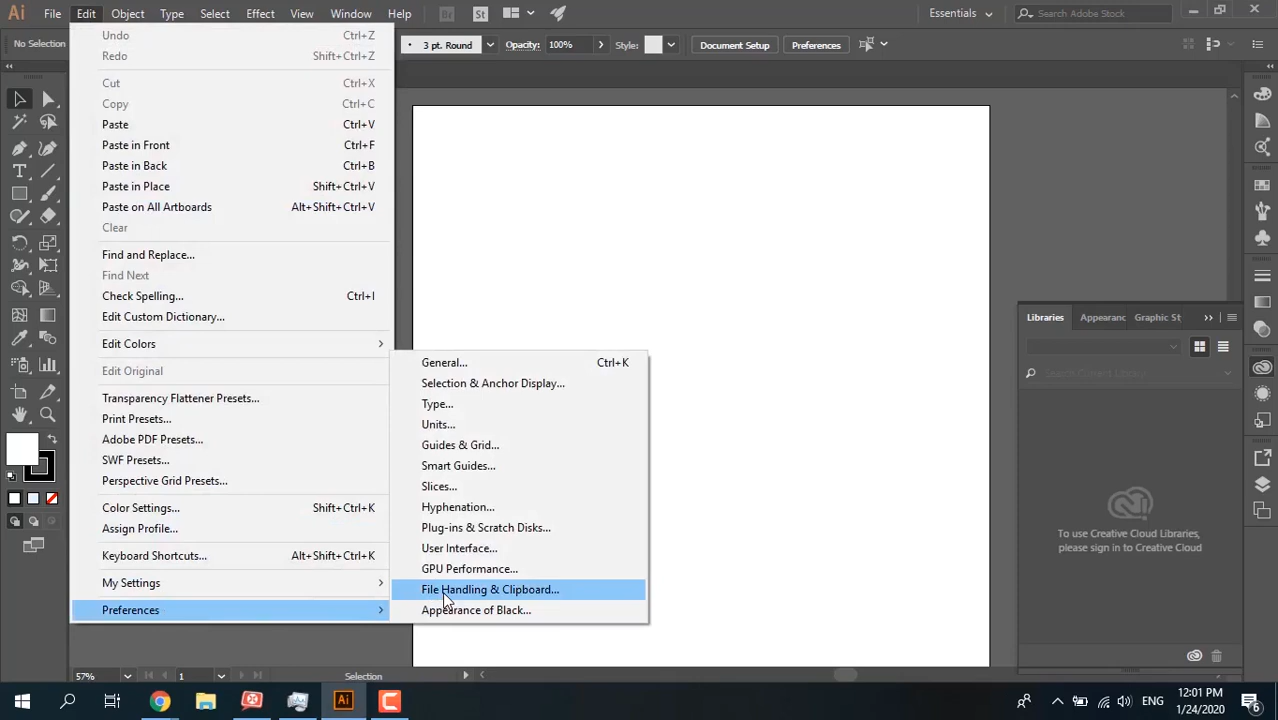 Ai File Edit Object Type Select Effect View Window Help Br St Essentials Search Adobe Stock
No Selection 3 pt. Round Opacity: 100% Style: Document Setup Preferences
Undo Ctrl+Z
Redo Shift+Ctrl+Z
Cut Ctrl+X
Copy Ctrl+C
Paste Ctrl+V
Paste in Front Ctrl+F
Paste in Back Ctrl+B
Paste in Place Shift+Ctrl+V
Paste on All Artboards Alt+Shift+Ctrl+V
Clear
Find and Replace...
Find Next
Check Spelling... Ctrl+I
Edit Custom Dictionary...
Edit Colors
Edit Original
Transparency Flattener Presets...
Print Presets...
Adobe PDF Presets...
SWF Presets...
Perspective Grid Presets...
Color Settings... Shift+Ctrl+K
Assign Profile...
Keyboard Shortcuts... Alt+Shift+Ctrl+K
My Settings
Preferences
General... Ctrl+K
Selection & Anchor Display...
Type...
Units...
Guides & Grid...
Smart Guides...
Slices...
Hyphenation...
Plug-ins & Scratch Disks...
User Interface...
GPU Performance...
File Handling & Clipboard...
Appearance of Black...
Libraries Appearanc Graphic St
Search Current Library
To use Creative Cloud Libraries,
please sign in to Creative Cloud
57% 1 Selection
Ai ENG 12:01 PM
1/24/2020 6